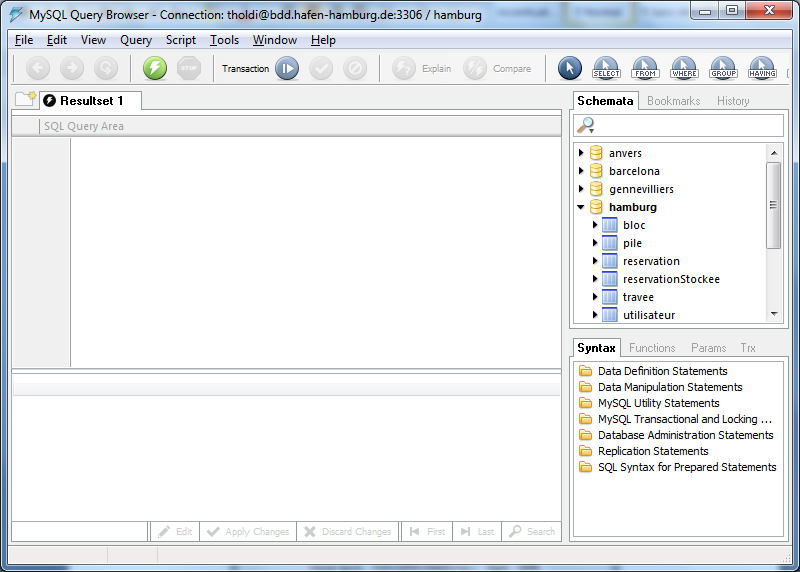 MySQL Query Browser - Connection: tholdi@bdd.hafen-hamburg.de:3306 / hamburg
File Edit View Query Script Tools Window Help
Transaction Explain Compare SELECT FROM WHERE GROUP HAVING
Resultset 1
SQL Query Area
Schemata Bookmarks History
anvers
barcelona
gennevilliers
hamburg
bloc
pile
reservation
reservationStockee
travee
utilisateur
Syntax Functions Params Trx
Data Definition Statements
Data Manipulation Statements
MySQL Utility Statements
MySQL Transactional and Locking ...
Database Administration Statements
Replication Statements
SQL Syntax for Prepared Statements
Edit Apply Changes Discard Changes First Last Search